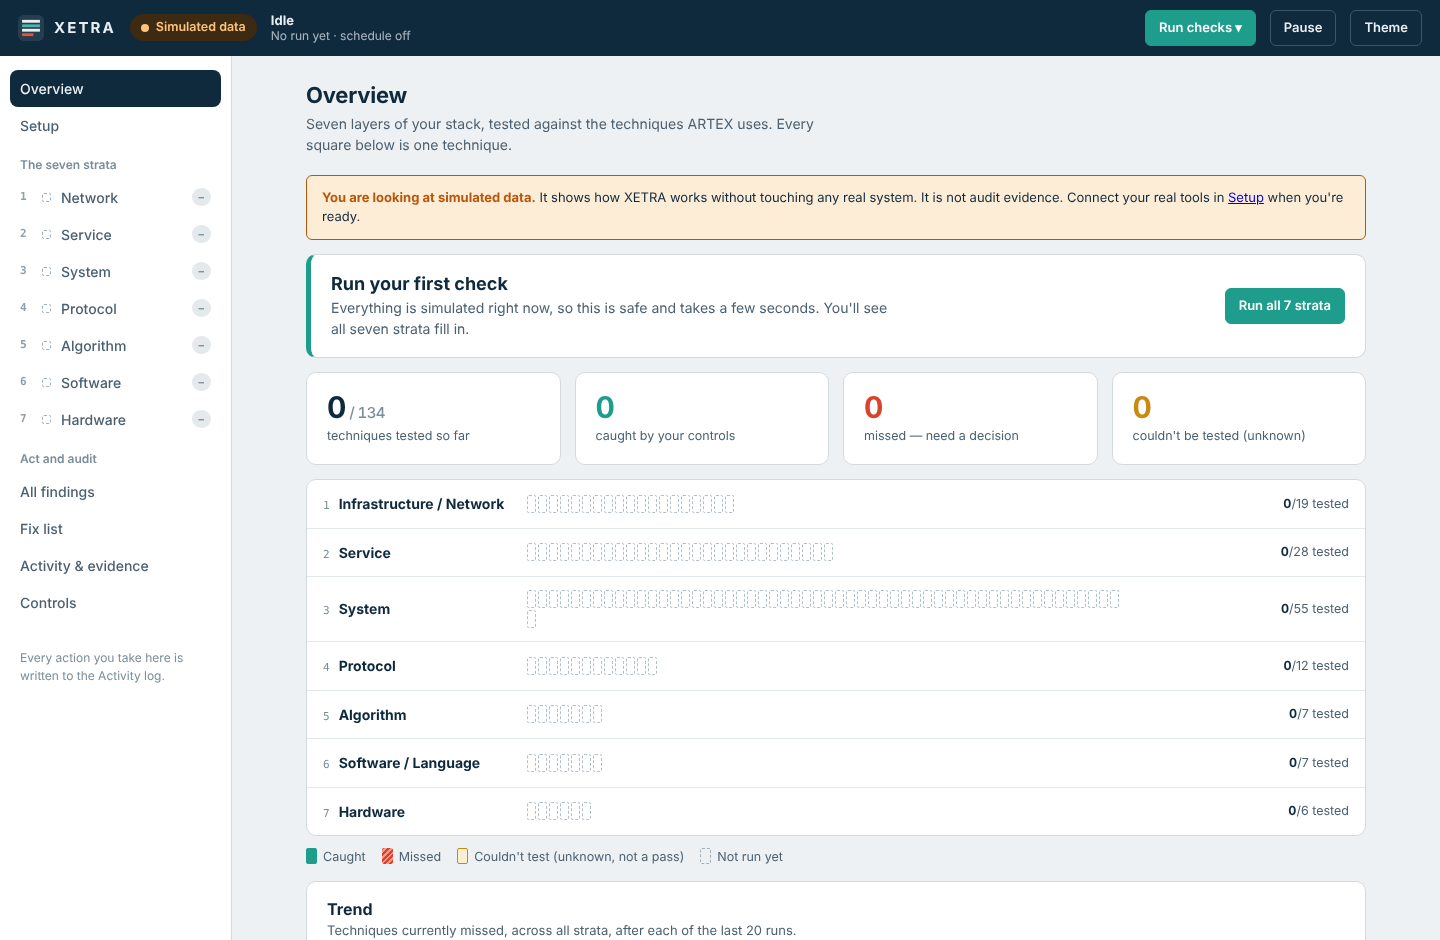 XETRA
Simulated data
Idle
No run yet · schedule off
Run checks ▾
Pause
Theme
Overview
Setup
The seven strata
1 Network –
2 Service –
3 System –
4 Protocol –
5 Algorithm –
6 Software –
7 Hardware –
Act and audit
All findings
Fix list
Activity & evidence
Controls
Every action you take here is
written to the Activity log.
Overview
Seven layers of your stack, tested against the techniques ARTEX uses. Every
square below is one technique.
You are looking at simulated data. It shows how XETRA works without touching any real system. It is not audit evidence. Connect your real tools in Setup when you're
ready.
Run your first check
Everything is simulated right now, so this is safe and takes a few seconds. You'll see
all seven strata fill in.
Run all 7 strata
0 / 134
techniques tested so far
0
caught by your controls
0
missed — need a decision
0
couldn't be tested (unknown)
1 Infrastructure / Network 0/19 tested
2 Service 0/28 tested
3 System 0/55 tested
4 Protocol 0/12 tested
5 Algorithm 0/7 tested
6 Software / Language 0/7 tested
7 Hardware 0/6 tested
Caught Missed Couldn't test (unknown, not a pass) Not run yet
Trend
Techniques currently missed, across all strata, after each of the last 20 runs.